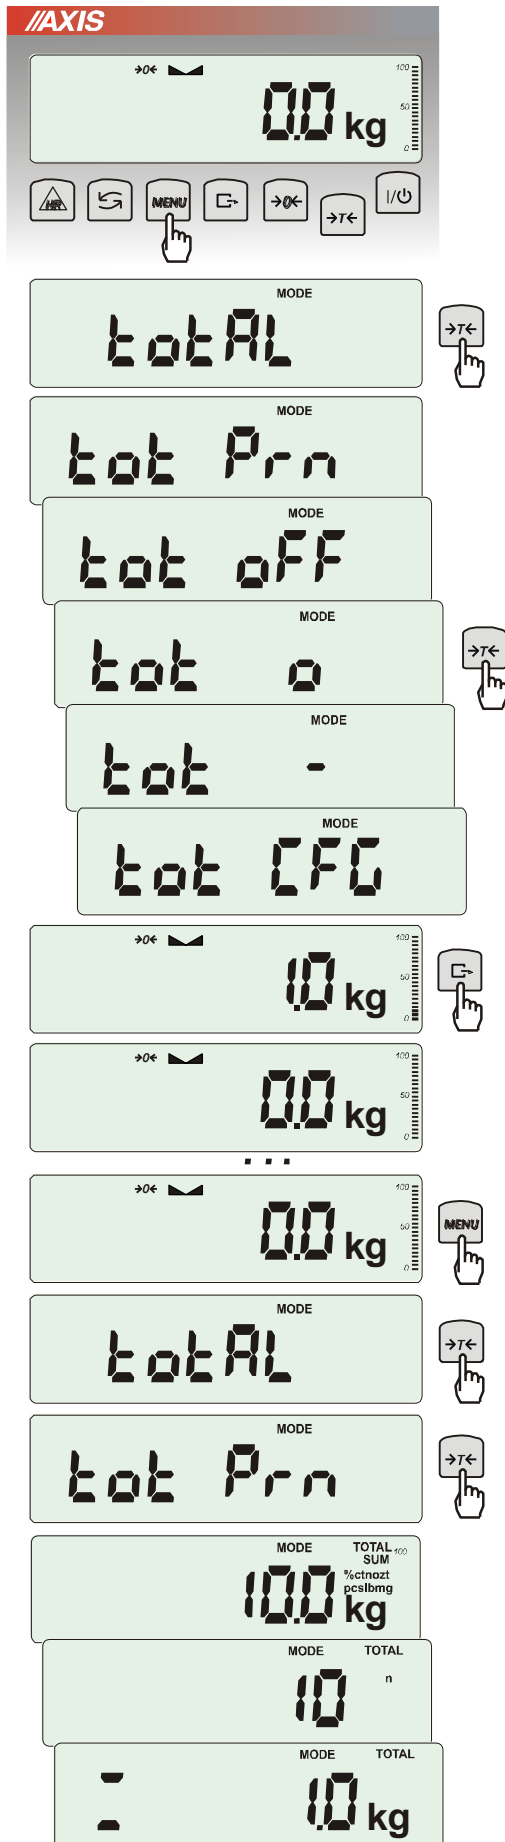 //AXIS
→0←
100
50
0
0.0 kg
HR MENU →0← →T← I/⏻
MODE
totAL
→T←
MODE
tot Prn
MODE
tot oFF
MODE
tot o
→T←
MODE
tot -
MODE
tot CFG
→0←
100
50
0
1.0 kg
→0←
100
50
0
0.0 kg
...
→0←
100
50
0
0.0 kg
MENU
MODE
totAL
→T←
MODE
tot Prn
→T←
MODE TOTAL 100
SUM
%ctnozt
pcslbmg
10.0 kg
MODE TOTAL
10 n
MODE TOTAL
1.0 kg